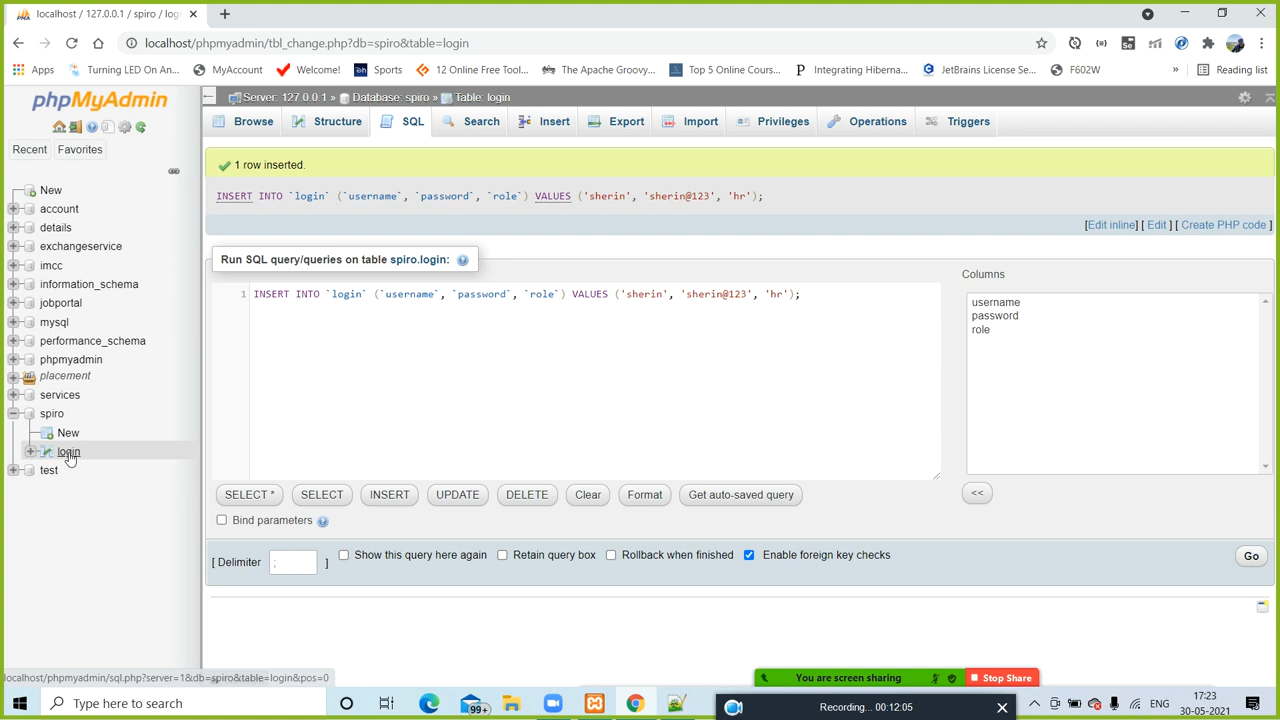 localhost / 127.0.0.1 / spiro / lo
localhost/phpmyadmin/tbl_change.php?db=spiro&table=login
Apps
Turning LED On An...
MyAccount
Welcome!
Sports
12 Online Free Tool...
The Apache Groovy...
Top 5 Online Cours...
Integrating Hiberna...
JetBrains License Se...
F602W
»
Reading list
phpMyAdmin
Recent
Favorites
New
account
details
exchangeservice
imcc
information_schema
jobportal
mysql
performance_schema
phpmyadmin
placement
services
spiro
New
login
test
Server: 127.0.0.1 » Database: spiro » Table: login
Browse
Structure
SQL
Search
Insert
Export
Import
Privileges
Operations
Triggers
1 row inserted.
INSERT INTO `login` (`username`, `password`, `role`) VALUES ('sherin', 'sherin@123', 'hr');
[Edit inline] [ Edit ] [ Create PHP code ]
Run SQL query/queries on table spiro.login:
1 INSERT INTO `login` (`username`, `password`, `role`) VALUES ('sherin', 'sherin@123', 'hr');
Columns
username
password
role
SELECT *
SELECT
INSERT
UPDATE
DELETE
Clear
Format
Get auto-saved query
<<
Bind parameters
[ Delimiter ; ]
Show this query here again
Retain query box
Rollback when finished
Enable foreign key checks
Go
localhost/phpmyadmin/sql.php?server=1&db=spiro&table=login&pos=0
You are screen sharing
Stop Share
Type here to search
99+
Recording... 00:12:05
ENG
17:23
30-05-2021